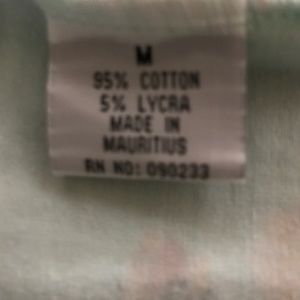 M
95% COTTON
5% LYCRA
MADE IN
MAURITIUS
RN NO: 090233